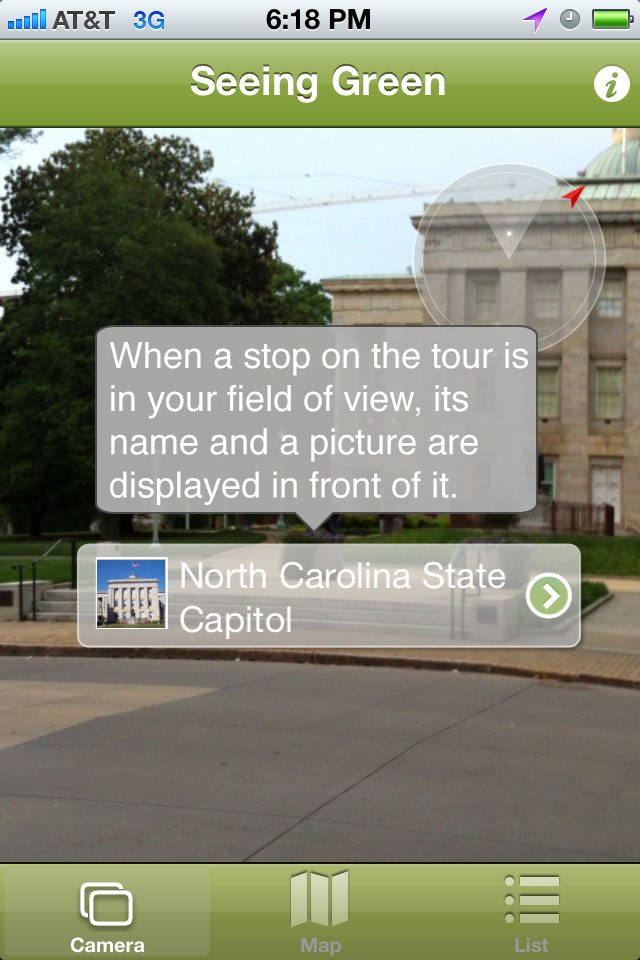 AT&T 3G 6:18 PM
Seeing Green
i
When a stop on the tour is
in your field of view, its
name and a picture are
displayed in front of it.
North Carolina State
Capitol
Camera Map List